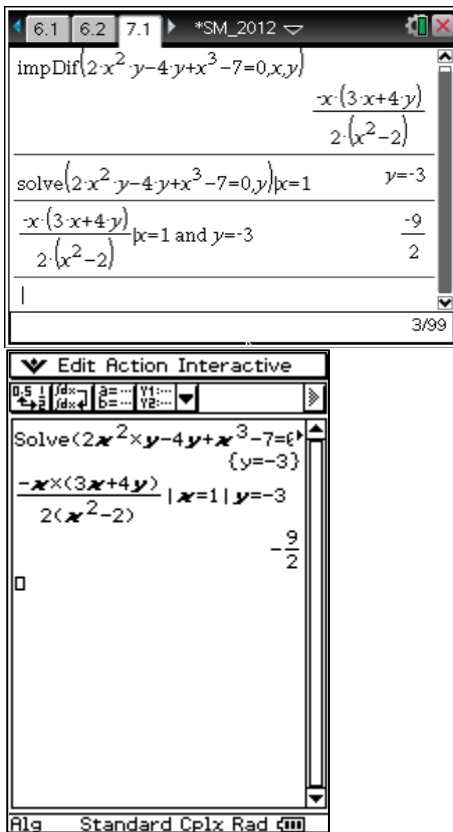 6.1 6.2 7.1 *SM_2012
impDif(2·x²·y−4·y+x³−7=0,x,y)
-x·(3·x+4·y)
2·(x²−2)
solve(2·x²·y−4·y+x³−7=0,y)|x=1 y=-3
-x·(3·x+4·y)
2·(x²−2)
|x=1 and y=-3
-9
2
3/99
Edit Action Interactive
Solve(2x²×y−4y+x³−7=
{y=−3}
−x×(3x+4y)
2(x²−2)
|x=1|y=−3
−9
2
Alg Standard Cplx Rad